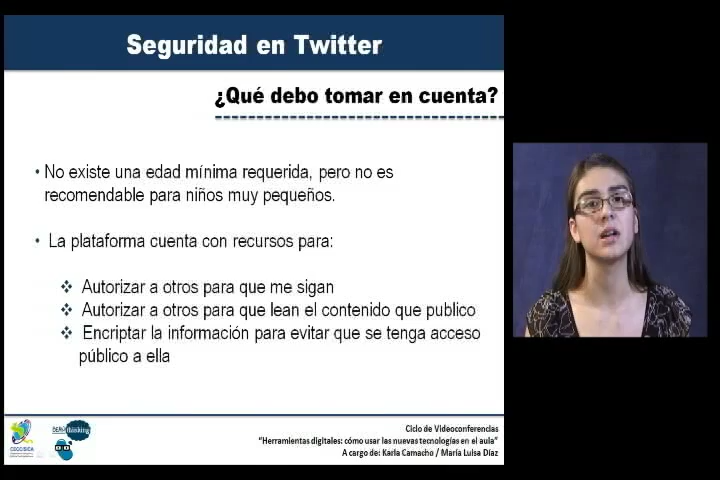 Seguridad en Twitter
¿Qué debo tomar en cuenta?
• No existe una edad mínima requerida, pero no es
recomendable para niños muy pequeños.
• La plataforma cuenta con recursos para:
❖ Autorizar a otros para que me sigan
❖ Autorizar a otros para que lean el contenido que publico
❖ Encriptar la información para evitar que se tenga acceso
público a ella
CECC/SICA
thinking
Ciclo de Videoconferencias
"Herramientas digitales: cómo usar las nuevas tecnologías en el aula"
A cargo de: Karla Camacho / María Luisa Díaz